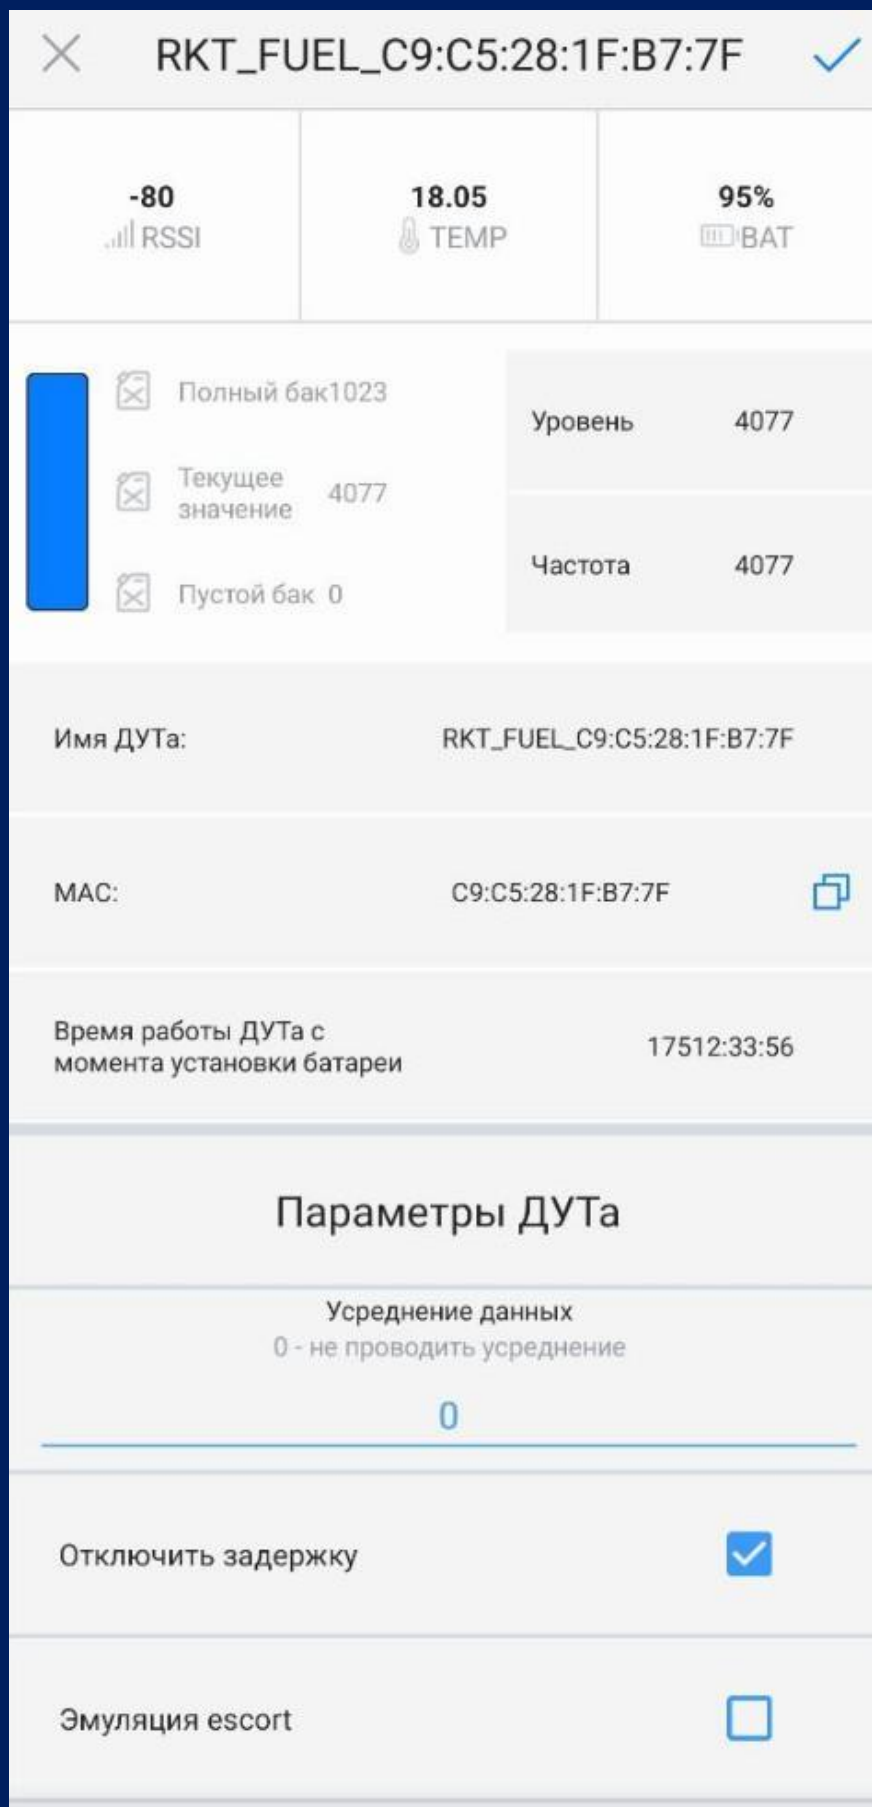 RKT_FUEL_C9:C5:28:1F:B7:7F
-80
RSSI
18.05
TEMP
95%
BAT
Полный бак1023
Текущее
значение 4077
Пустой бак 0
Уровень 4077
Частота 4077
Имя ДУТа: RKT_FUEL_C9:C5:28:1F:B7:7F
MAC: C9:C5:28:1F:B7:7F
Время работы ДУТа с
момента установки батареи 17512:33:56
Параметры ДУТа
Усреднение данных
0 - не проводить усреднение
0
Отключить задержку
Эмуляция escort